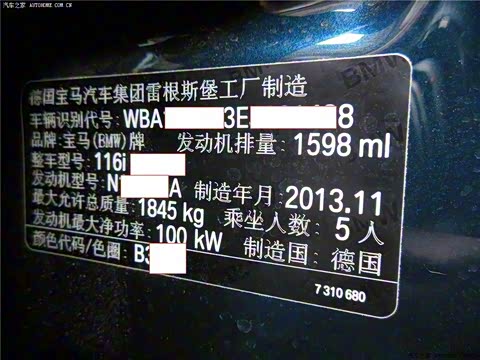 汽车之家 AUTOHOME.COM.CN
德国宝马汽车集团雷根斯堡工厂制造
车辆识别代号: WBA 3E 8
品牌: 宝马(BMW)牌 发动机排量: 1598 ml
整车型号: 116i
发动机型号: N A 制造年月: 2013.11
最大允许总质量: 1845 kg 乘坐人数: 5 人
发动机最大净功率: 100 kW 制造国: 德国
颜色代码/色圈: B3
7 310 680